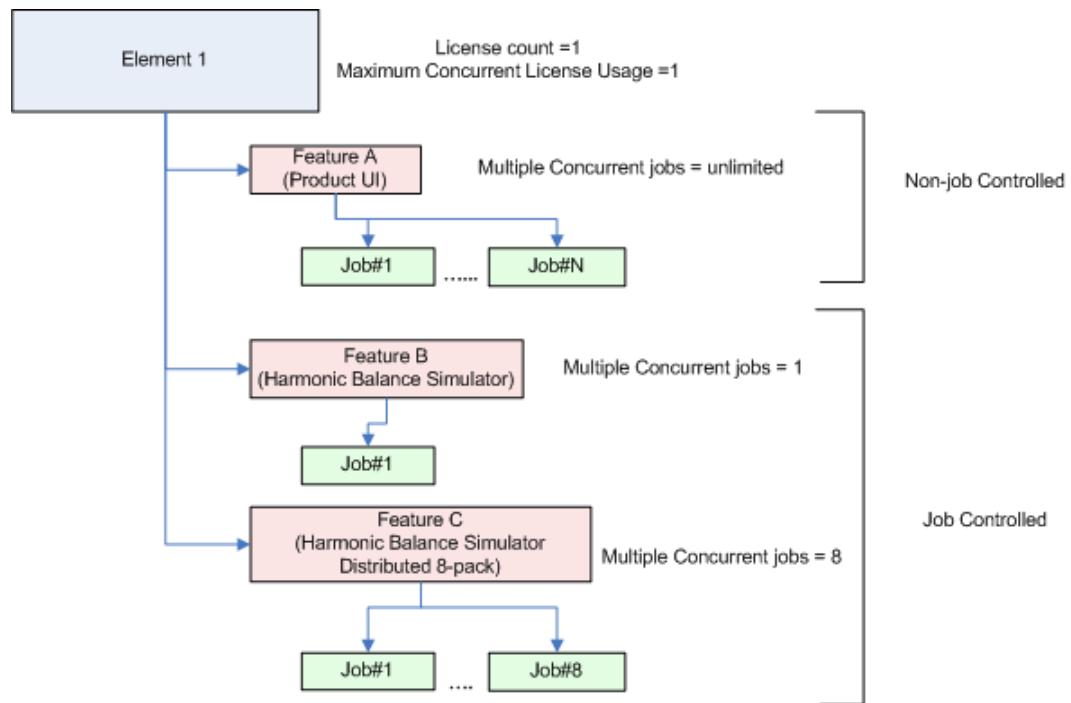 Element 1
License count =1
Maximum Concurrent License Usage =1
Feature A
(Product UI)
Multiple Concurrent jobs = unlimited
Non-job Controlled
Job#1
…...
Job#N
Feature B
(Harmonic Balance Simulator)
Multiple Concurrent jobs = 1
Job#1
Feature C
(Harmonic Balance Simulator
Distributed 8-pack)
Multiple Concurrent jobs = 8
Job Controlled
Job#1
….
Job#8